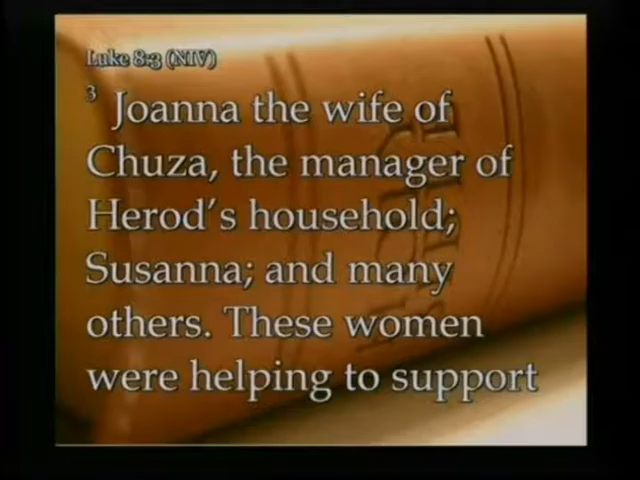 Luke 8:3 (NIV)
3 Joanna the wife of
Chuza, the manager of
Herod's household;
Susanna; and many
others. These women
were helping to support